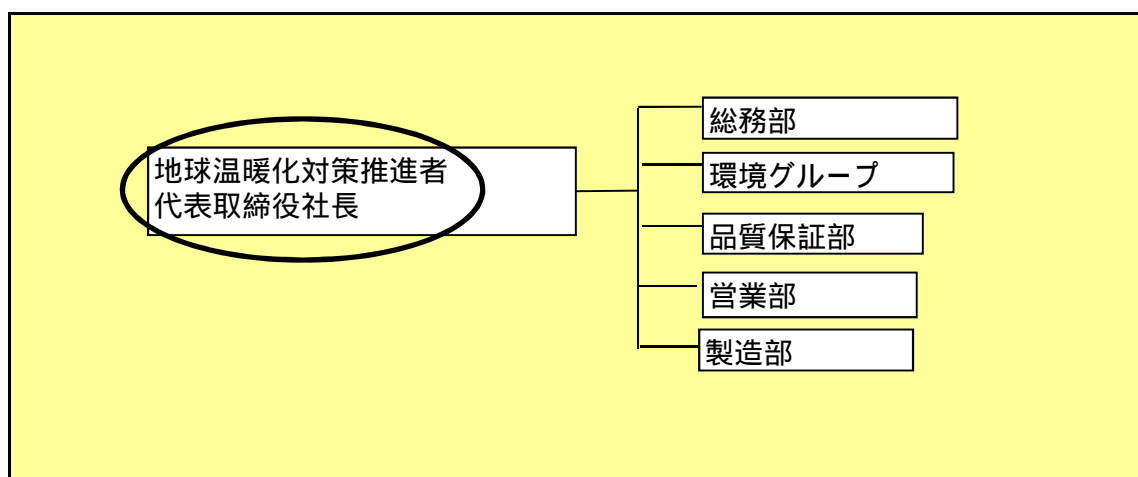 地球温暖化対策推進者
代表取締役社長
総務部
環境グループ
品質保証部
営業部
製造部